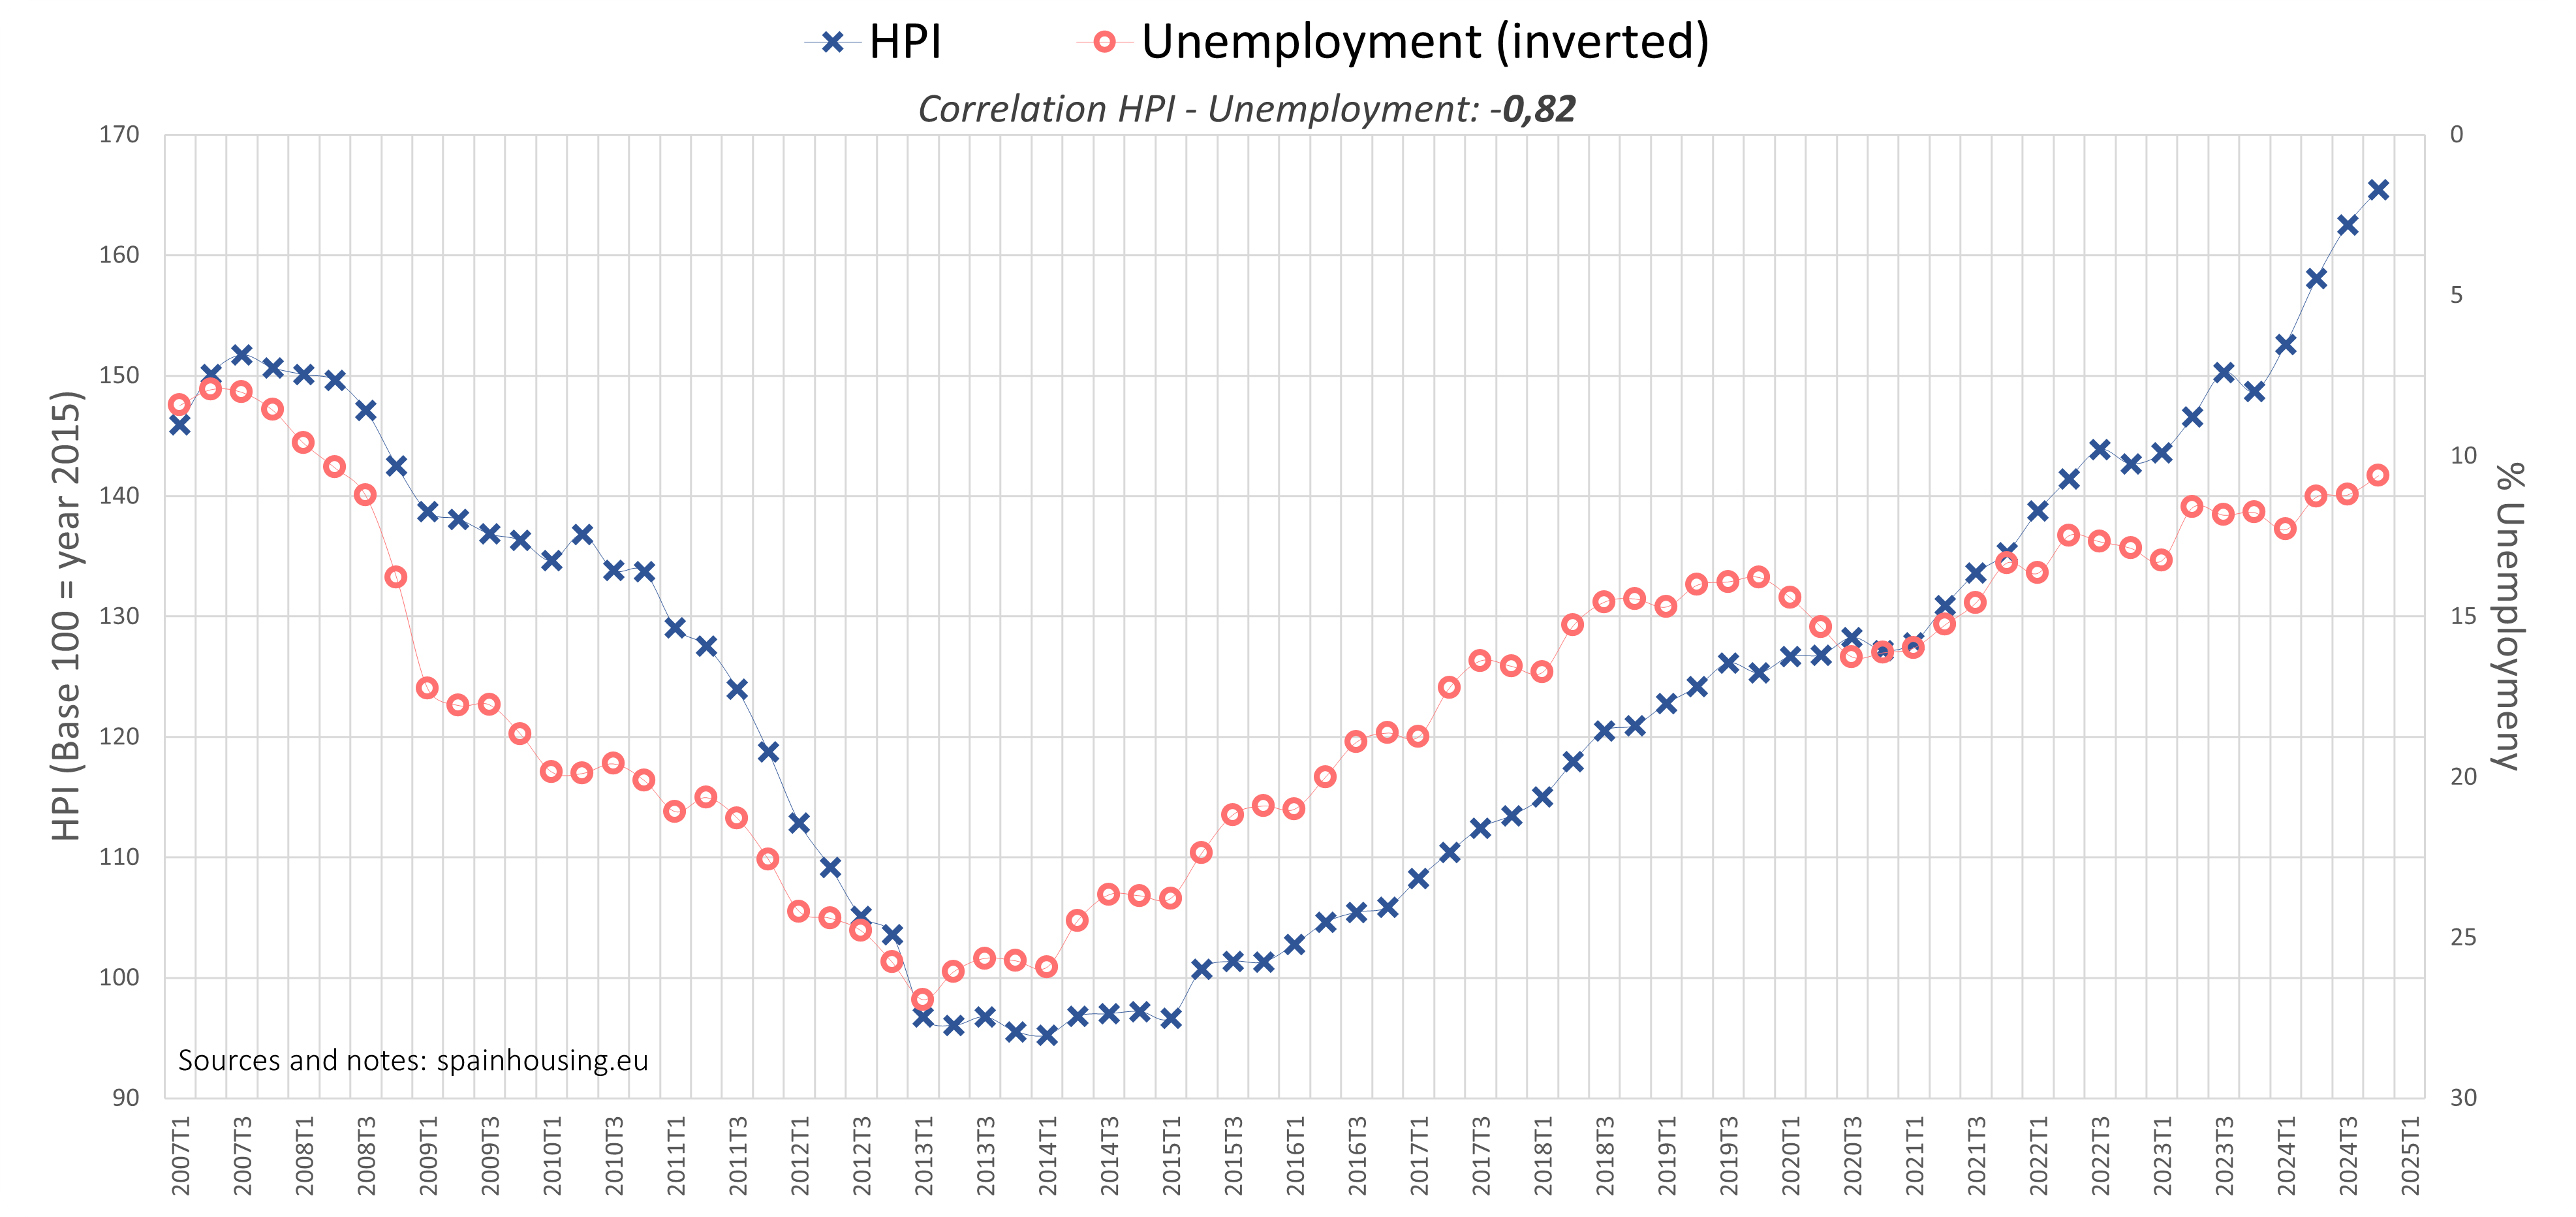 HPI
Unemployment (inverted)
Correlation HPI - Unemployment: -0,82
170
160
150
140
130
120
110
100
90
HPI (Base 100 = year 2015)
0
5
10
15
20
25
30
% Unemploymeny
Sources and notes: spainhousing.eu
2007T1
2007T3
2008T1
2008T3
2009T1
2009T3
2010T1
2010T3
2011T1
2011T3
2012T1
2012T3
2013T1
2013T3
2014T1
2014T3
2015T1
2015T3
2016T1
2016T3
2017T1
2017T3
2018T1
2018T3
2019T1
2019T3
2020T1
2020T3
2021T1
2021T3
2022T1
2022T3
2023T1
2023T3
2024T1
2024T3
2025T1